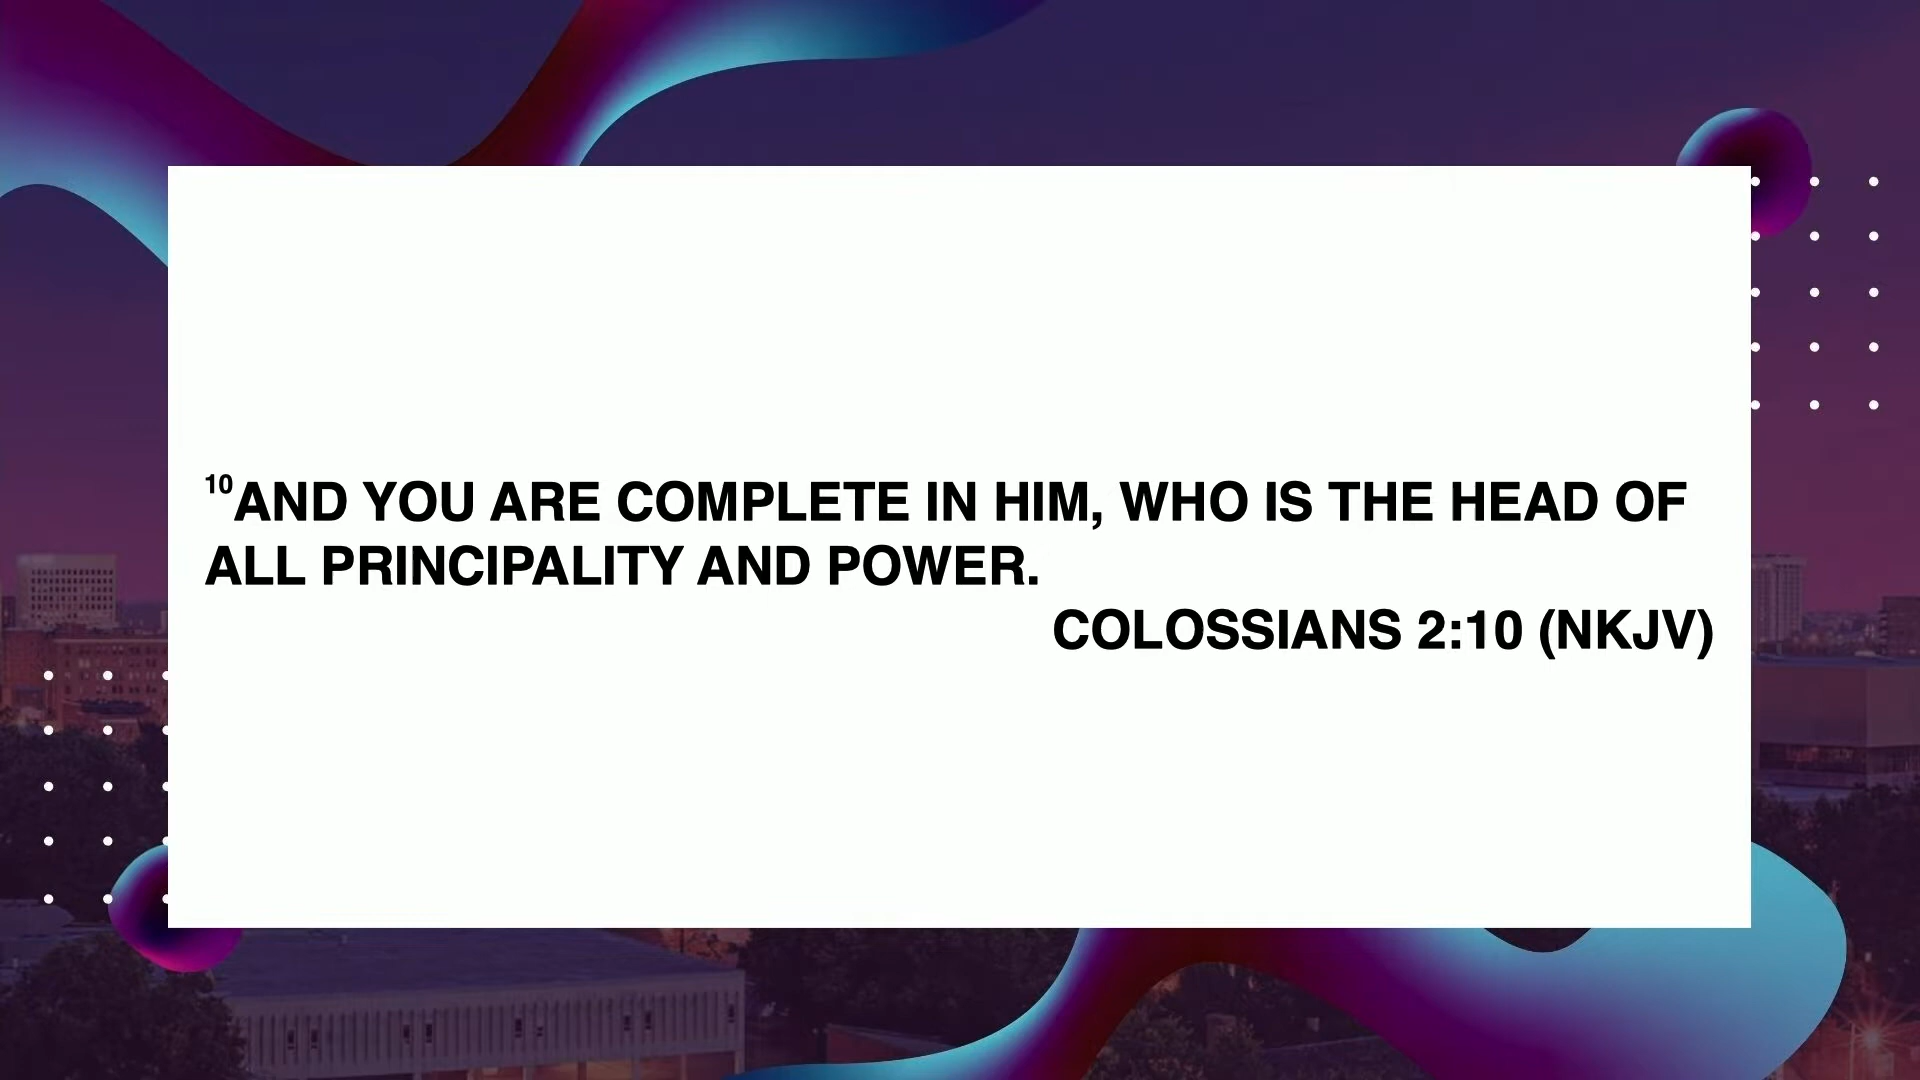 10AND YOU ARE COMPLETE IN HIM, WHO IS THE HEAD OF
ALL PRINCIPALITY AND POWER.
COLOSSIANS 2:10 (NKJV)